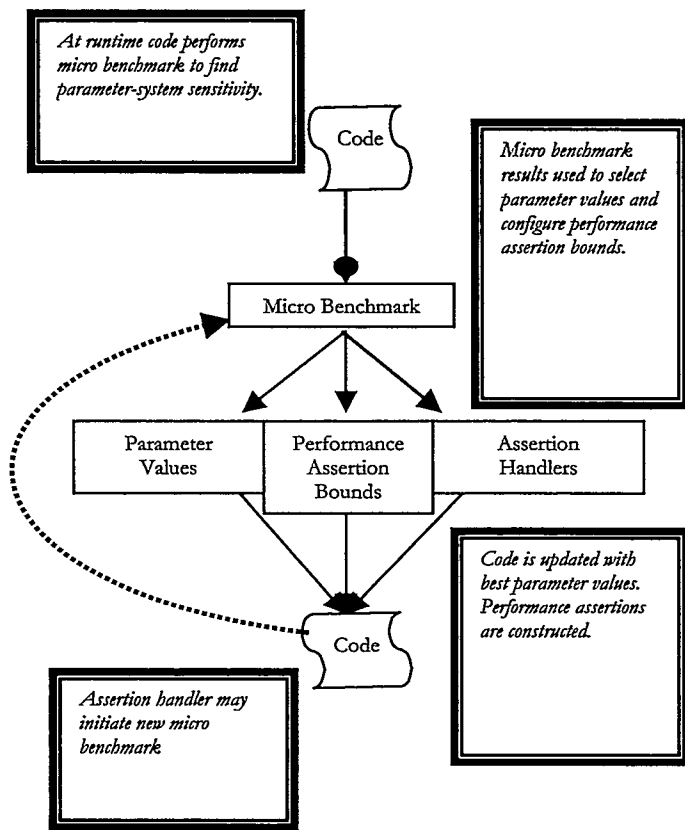 At runtime code performs
micro benchmark to find
parameter-system sensitivity.
Code
Micro benchmark
results used to select
parameter values and
configure performance
assertion bounds.
Micro Benchmark
Parameter
Values
Performance
Assertion
Bounds
Assertion
Handlers
Code is updated with
best parameter values.
Performance assertions
are constructed.
Code
Assertion handler may
initiate new micro
benchmark